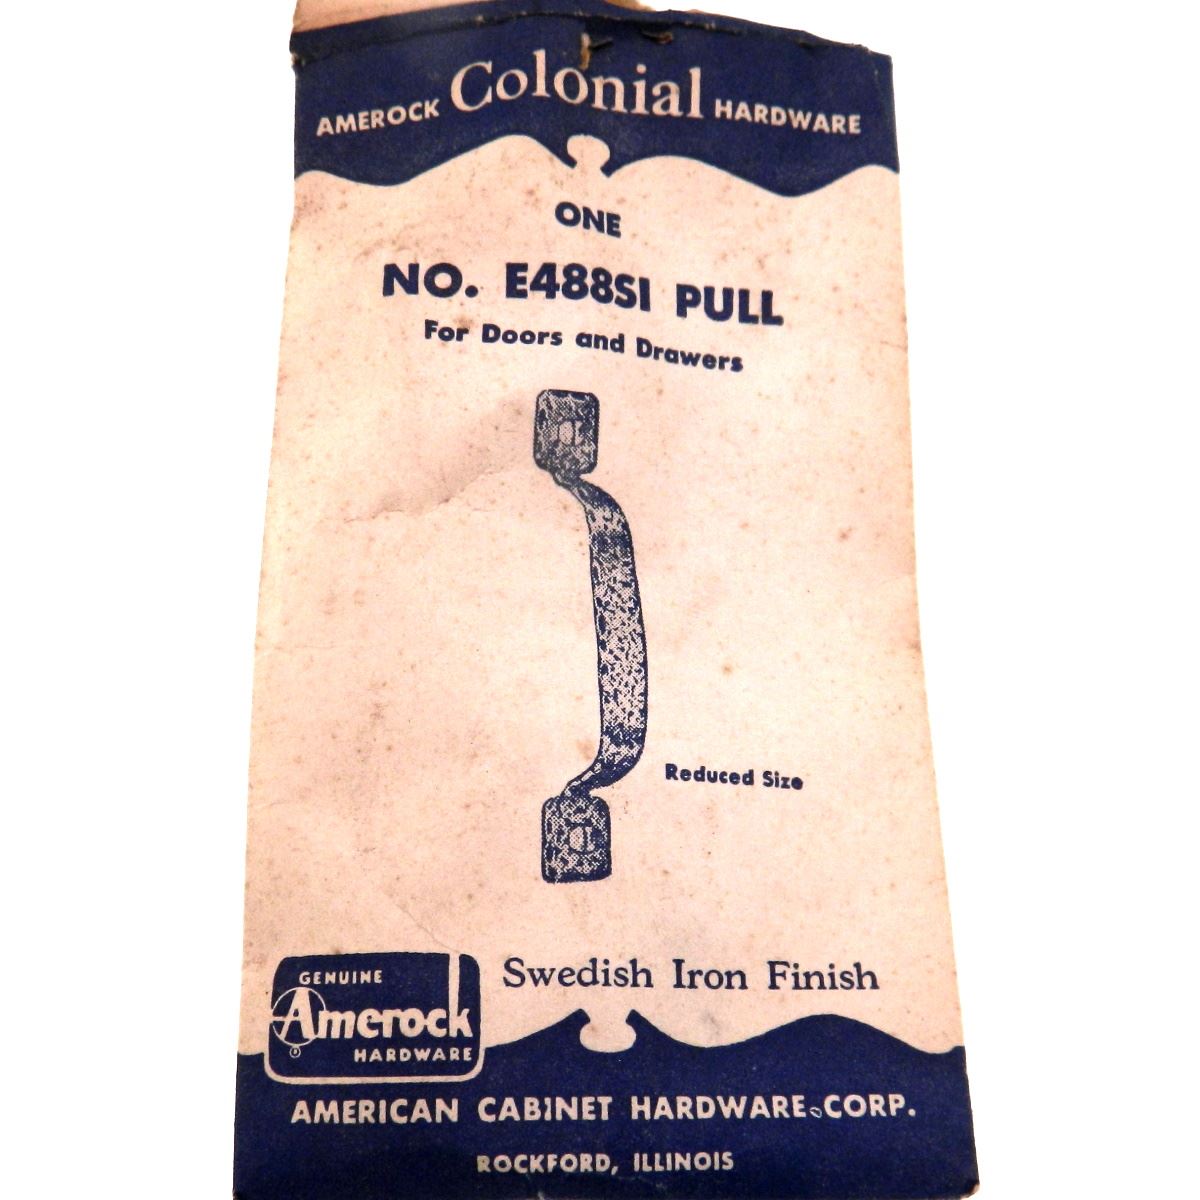 AMEROCK Colonial HARDWARE
ONE
NO. E488SI PULL
For Doors and Drawers
Reduced Size
Swedish Iron Finish
GENUINE
Amerock
®
HARDWARE
AMERICAN CABINET HARDWARE CORP.
ROCKFORD, ILLINOIS